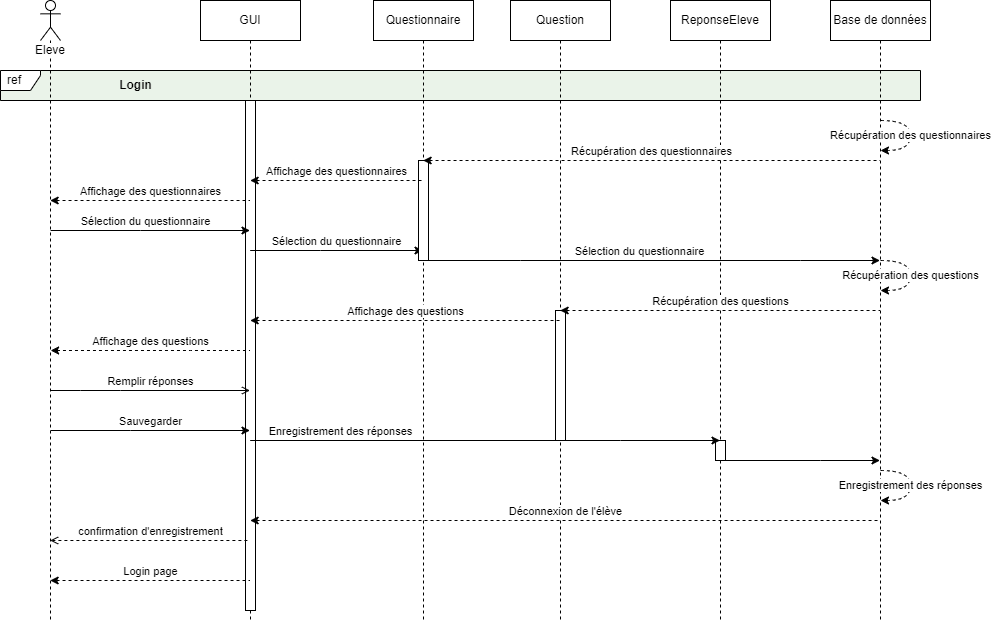 GUI
Questionnaire
Question
ReponseEleve
Base de données
Eleve
ref
Login
Récupération des questionnaires
Récupération des questionnaires
Affichage des questionnaires
Affichage des questionnaires
Sélection du questionnaire
Sélection du questionnaire
Sélection du questionnaire
Récupération des questions
Récupération des questions
Affichage des questions
Affichage des questions
Remplir réponses
Sauvegarder
Enregistrement des réponses
Enregistrement des réponses
Déconnexion de l'élève
confirmation d'enregistrement
Login page